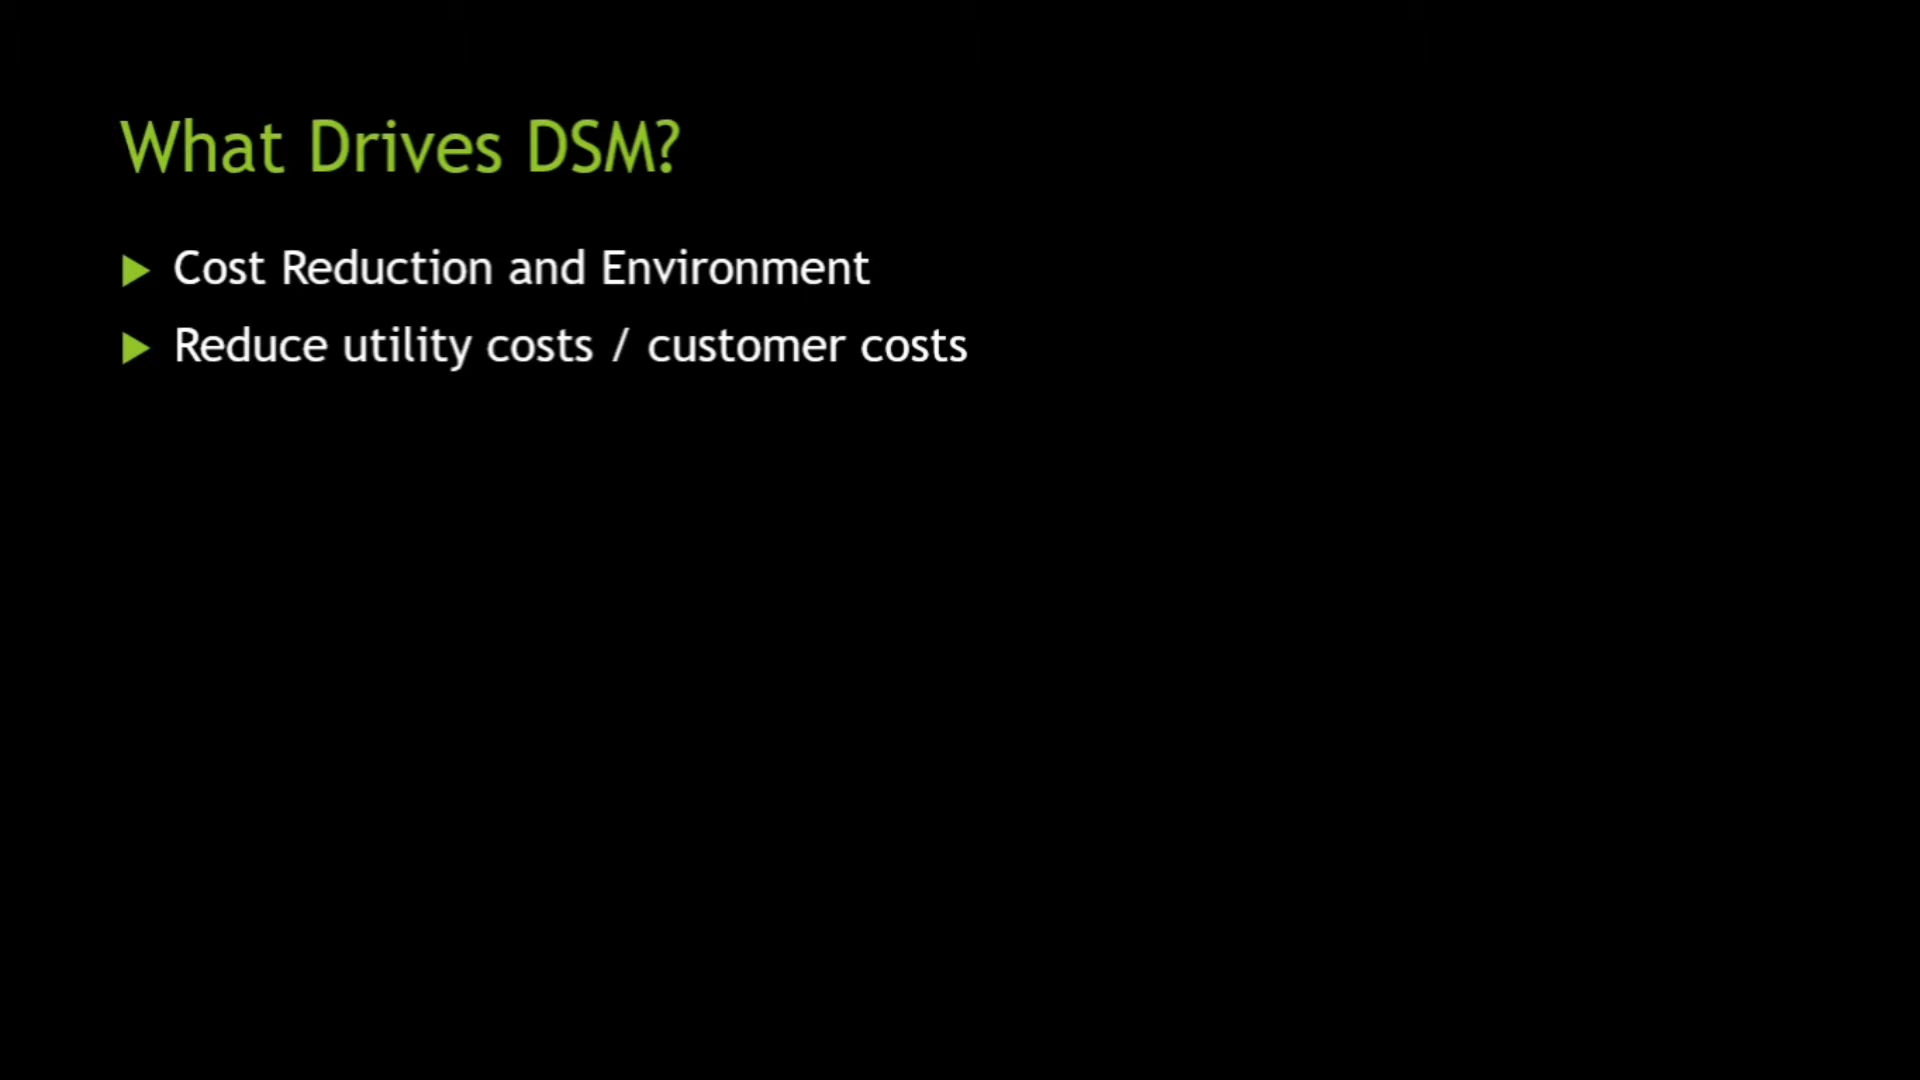 What Drives DSM?
Cost Reduction and Environment
Reduce utility costs / customer costs